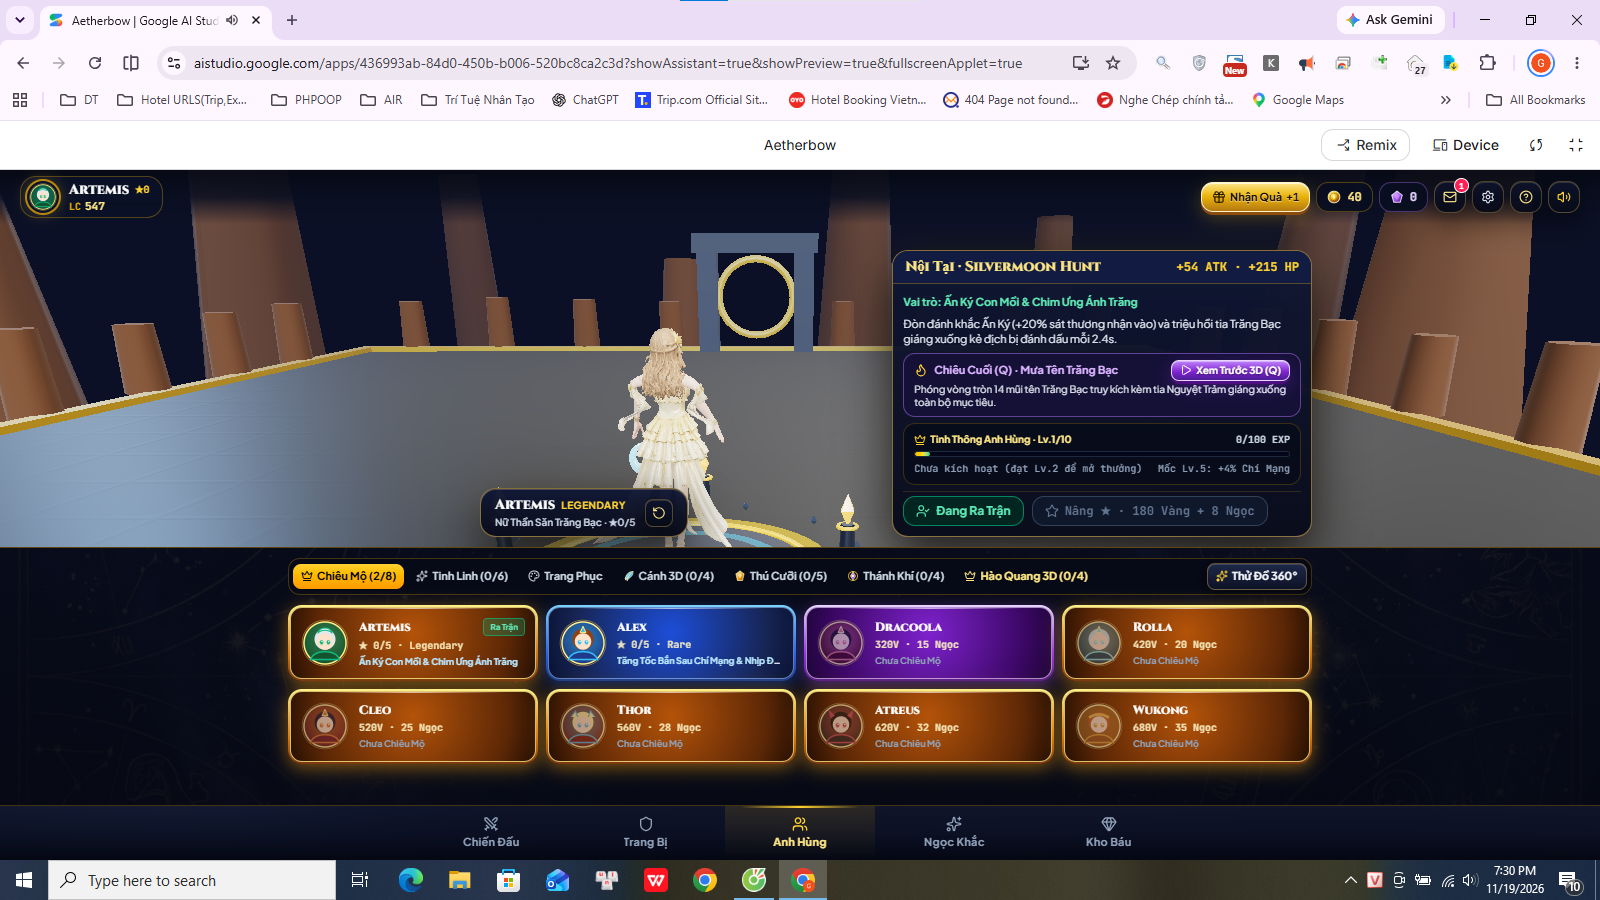 Aetherbow | Google AI Stud
Ask Gemini
aistudio.google.com/apps/436993ab-84d0-450b-b006-520bc8ca2c3d?showAssistant=true&showPreview=true&fullscreenApplet=true
New
K
27
G
DT
Hotel URLS(Trip,Ex...
PHPOOP
AIR
Trí Tuệ Nhân Tạo
ChatGPT
Trip.com Official Sit...
Hotel Booking Vietn...
404 Page not found...
Nghe Chép chính tả...
Google Maps
All Bookmarks
Aetherbow
Remix
Device
Artemis ★0
LC 547
Nhận Quà +1
40
0
1
Nội Tại · Silvermoon Hunt
+54 ATK · +215 HP
Vai trò: Ấn Ký Con Mồi & Chim Ưng Ánh Trăng
Đòn đánh khắc Ấn Ký (+20% sát thương nhận vào) và triệu hồi tia Trăng Bạc
giáng xuống kẻ địch bị đánh dấu mỗi 2.4s.
Chiêu Cuối (Q) · Mưa Tên Trăng Bạc
Xem Trước 3D (Q)
Phóng vòng tròn 14 mũi tên Trăng Bạc truy kích kèm tia Nguyệt Trảm giáng xuống
toàn bộ mục tiêu.
Tinh Thông Anh Hùng · Lv.1/10
0/100 EXP
Chưa kích hoạt (đạt Lv.2 để mở thưởng)
Mốc Lv.5: +4% Chí Mạng
Đang Ra Trận
Nâng ★ · 180 Vàng + 8 Ngọc
Artemis LEGENDARY
Nữ Thần Săn Trăng Bạc · ★0/5
Chiêu Mộ (2/8)
Tinh Linh (0/6)
Trang Phục
Cánh 3D (0/4)
Thú Cưỡi (0/5)
Thánh Khí (0/4)
Hào Quang 3D (0/4)
Thử Đồ 360°
Artemis
Ra Trận
★ 0/5 · Legendary
Ấn Ký Con Mồi & Chim Ưng Ánh Trăng
Alex
★ 0/5 · Rare
Tăng Tốc Bắn Sau Chí Mạng & Nhịp Đ...
Dracoola
320V · 15 Ngọc
Chưa Chiêu Mộ
Rolla
420V · 20 Ngọc
Chưa Chiêu Mộ
Cleo
520V · 25 Ngọc
Chưa Chiêu Mộ
Thor
560V · 28 Ngọc
Chưa Chiêu Mộ
Atreus
620V · 32 Ngọc
Chưa Chiêu Mộ
Wukong
680V · 35 Ngọc
Chưa Chiêu Mộ
Chiến Đấu
Trang Bị
Anh Hùng
Ngọc Khắc
Kho Báu
Type here to search
7:30 PM
11/19/2026
10